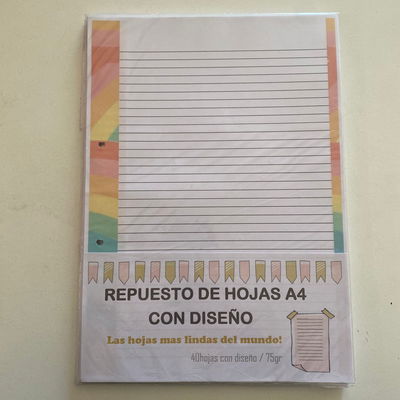 REPUESTO DE HOJAS A4
CON DISEÑO
Las hojas mas lindas del mundo!
40hojas con diseño / 75gr